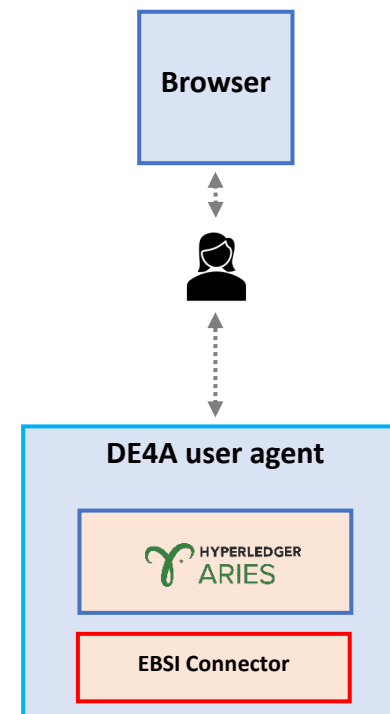 Browser
DE4A user agent
HYPERLEDGER
ARIES
EBSI Connector